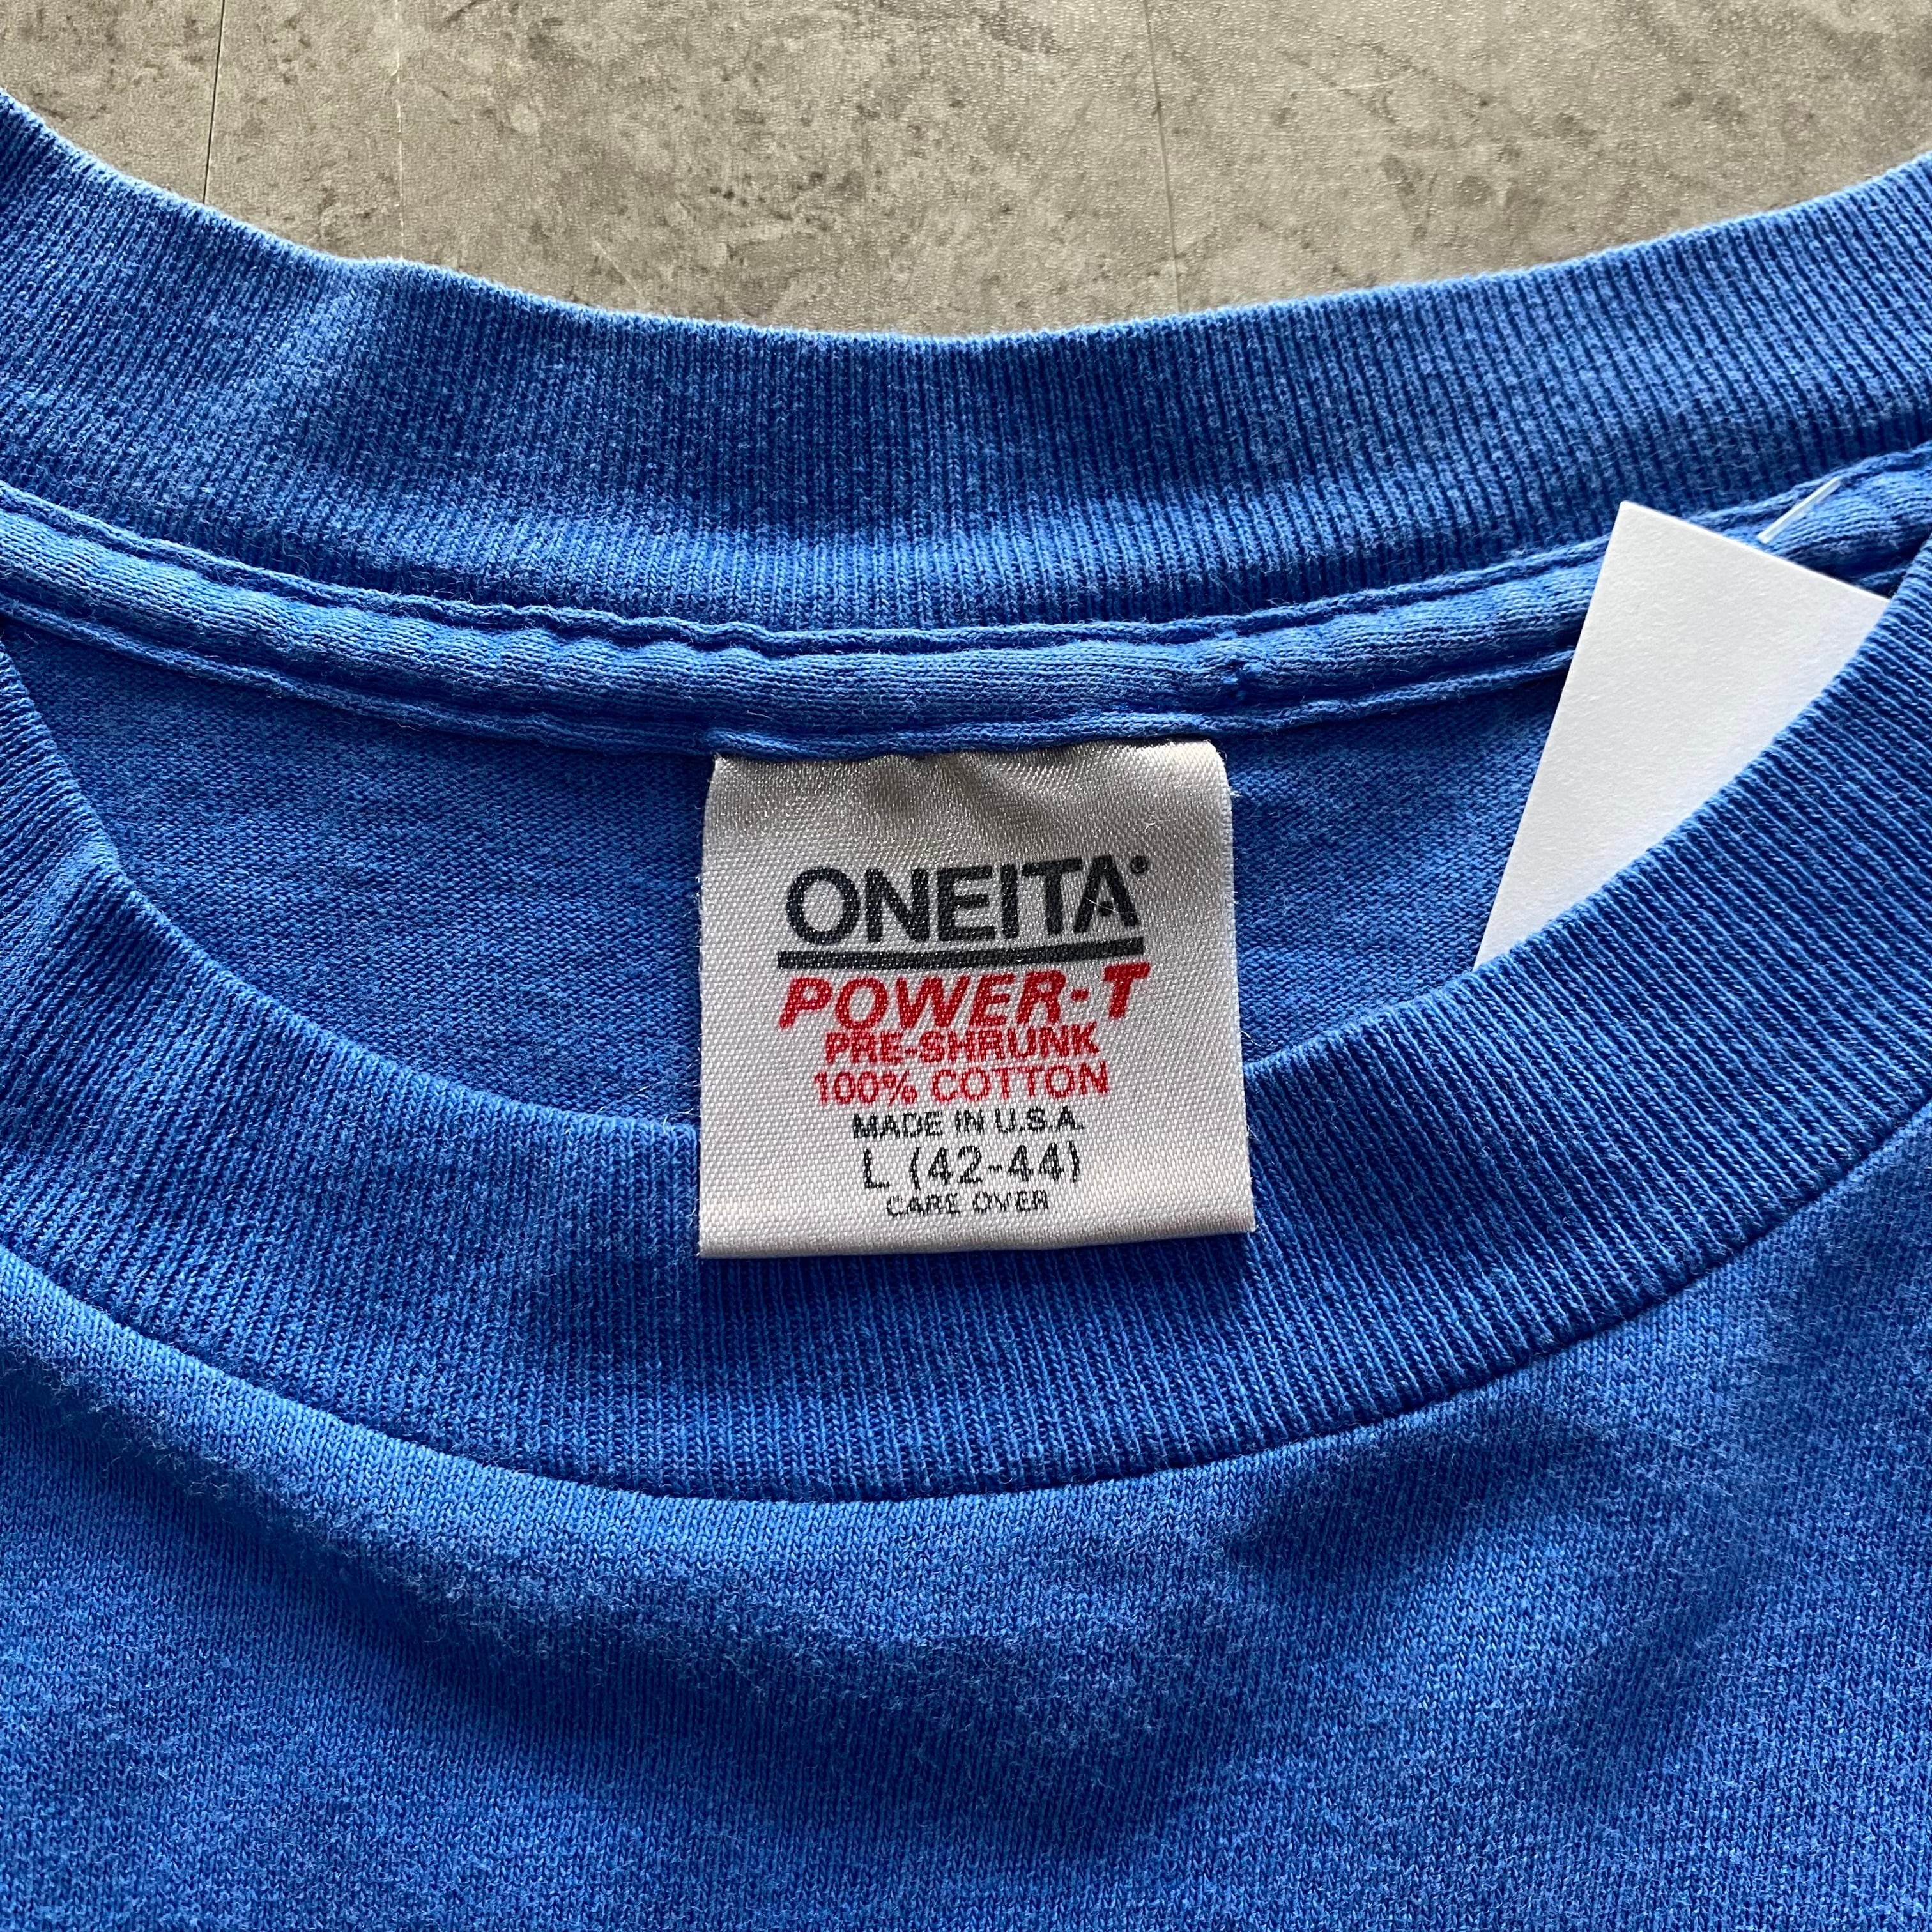 ONEITA®
POWER-T
PRE-SHRUNK
100% COTTON
MADE IN U.S.A.
L (42-44)
CARE OVER